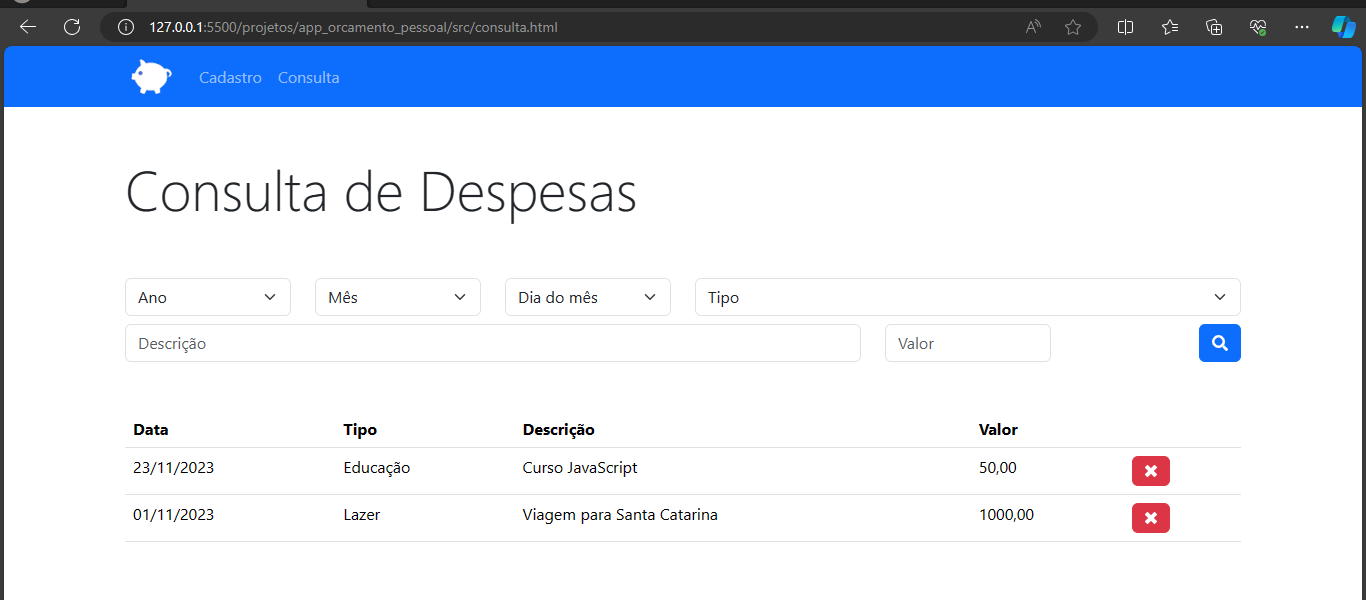 127.0.0.1:5500/projetos/app_orcamento_pessoal/src/consulta.html
Cadastro Consulta
Consulta de Despesas
Ano Mês Dia do mês Tipo
Descrição Valor
Data Tipo Descrição Valor
23/11/2023 Educação Curso JavaScript 50,00
01/11/2023 Lazer Viagem para Santa Catarina 1000,00